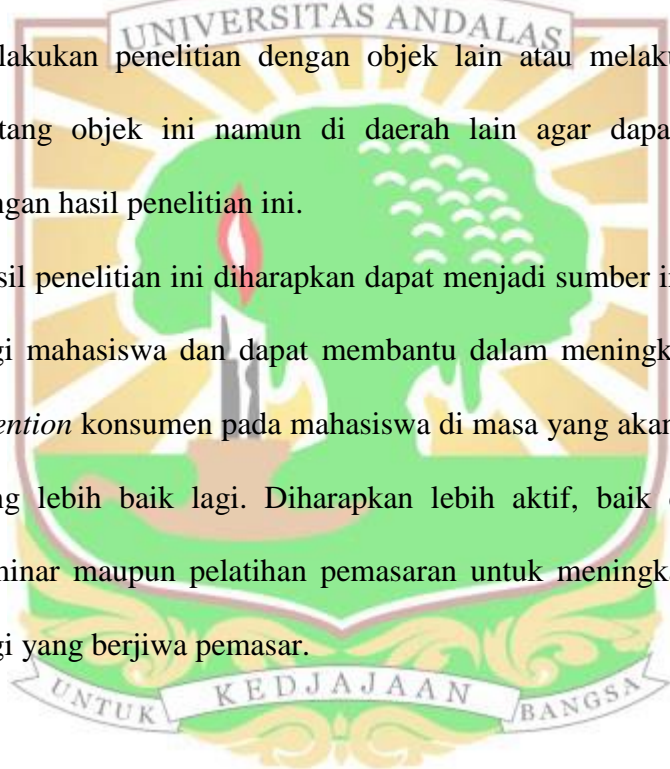 UNIVERSITAS ANDALAS
lakukan penelitian dengan objek lain atau melaku
tang objek ini namun di daerah lain agar dapa
ngan hasil penelitian ini.
sil penelitian ini diharapkan dapat menjadi sumber i
gi mahasiswa dan dapat membantu dalam meningk
ention konsumen pada mahasiswa di masa yang akan
ng lebih baik lagi. Diharapkan lebih aktif, baik
ninar maupun pelatihan pemasaran untuk meningka
gi yang berjiwa pemasar.
UNTUK KEDJAJAAN BANGSA